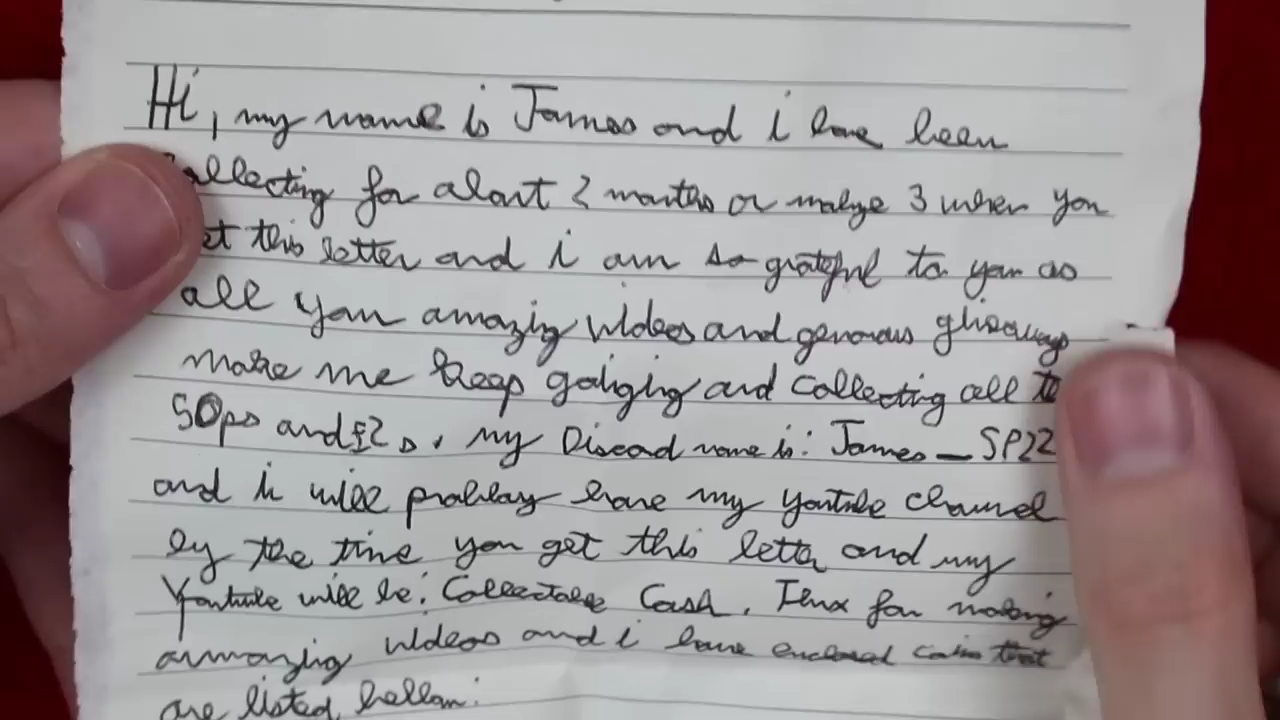 Hi, my name is James and i have been
ollecting for about 2 months or maybe 3 when you
et this letter and i am so grateful to you as
all you amazing videos and generous giveaways
make me keep going and collecting all the
50ps and £2s, my Discord name is: James_SP22
and i will probably have my youtube channel
by the time you get this letter and my
Youtube will be: Collectable Cash. Thnx for making
ammazing videos and i have enclosed coins that
are listed bellow: